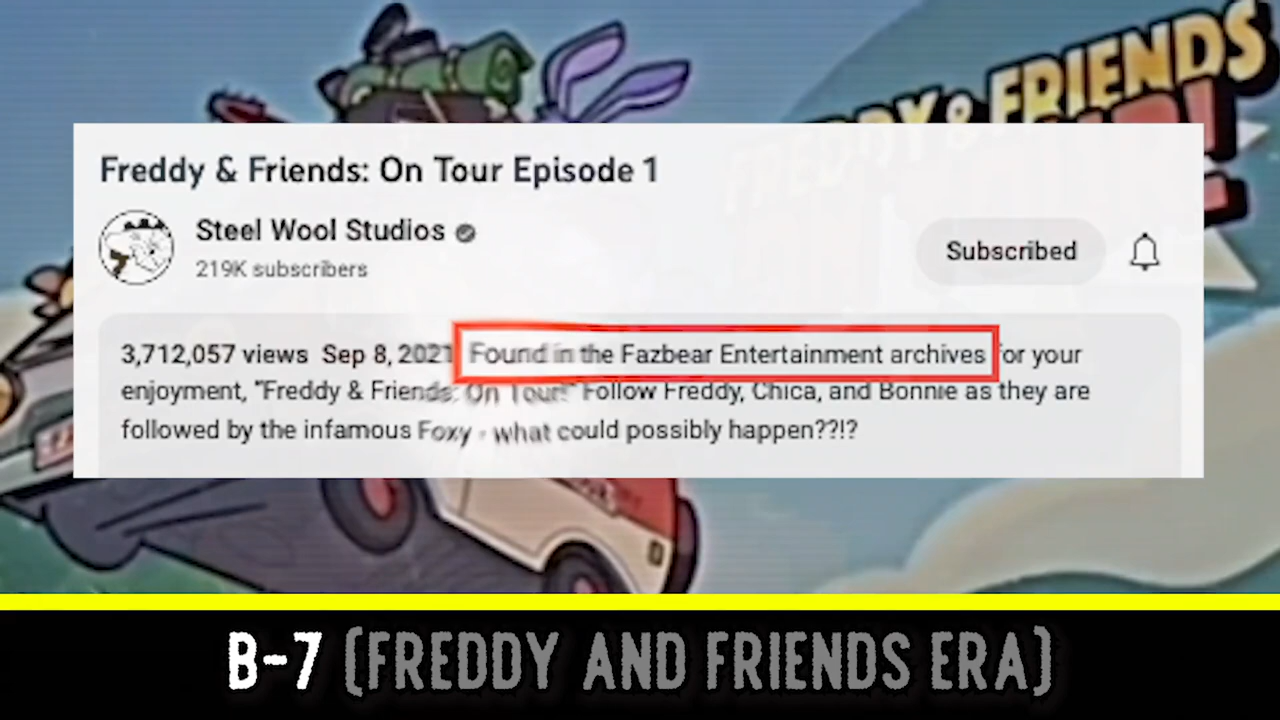 FREDDY & FRIENDS
Freddy & Friends: On Tour Episode 1
Steel Wool Studios
219K subscribers
Subscribed
3,712,057 views Sep 8, 2021 Found in the Fazbear Entertainment archives for your
enjoyment, "Freddy & Friends: On Tour!" Follow Freddy, Chica, and Bonnie as they are
followed by the infamous Foxy - what could possibly happen??!?
B-7 (FREDDY AND FRIENDS ERA)